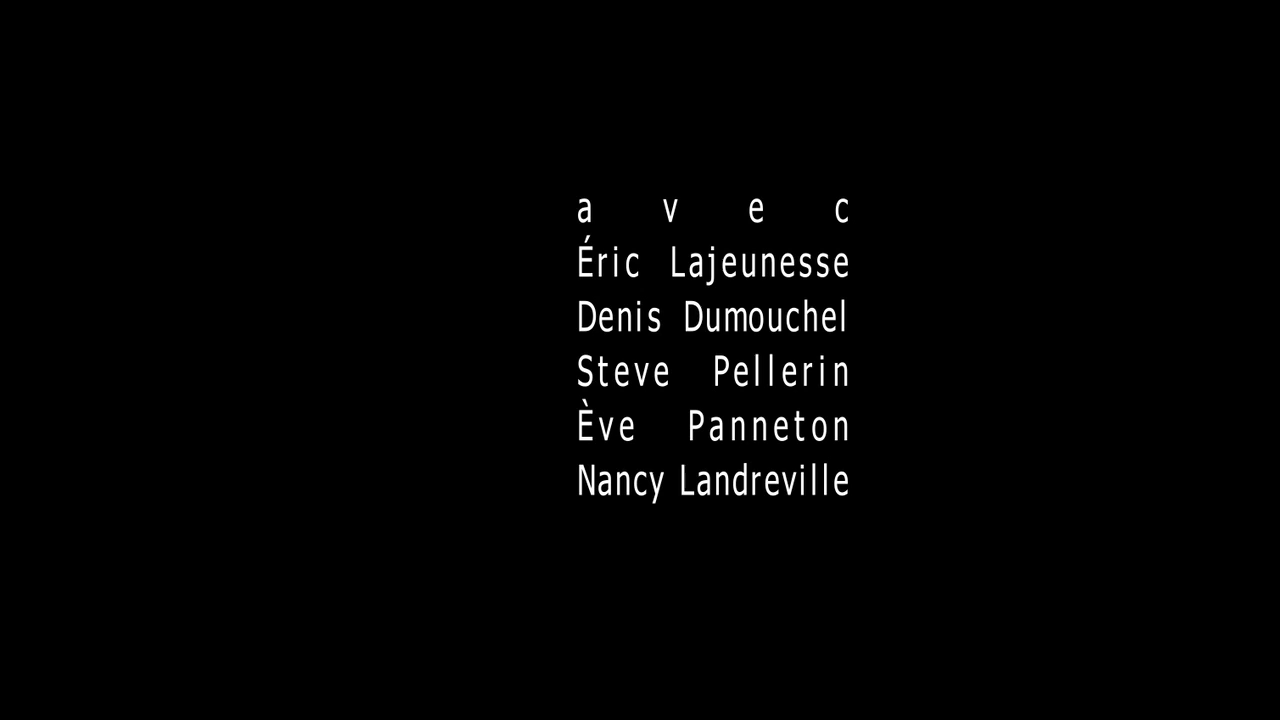 avec
Éric Lajeunesse
Denis Dumouchel
Steve Pellerin
Ève Panneton
Nancy Landreville